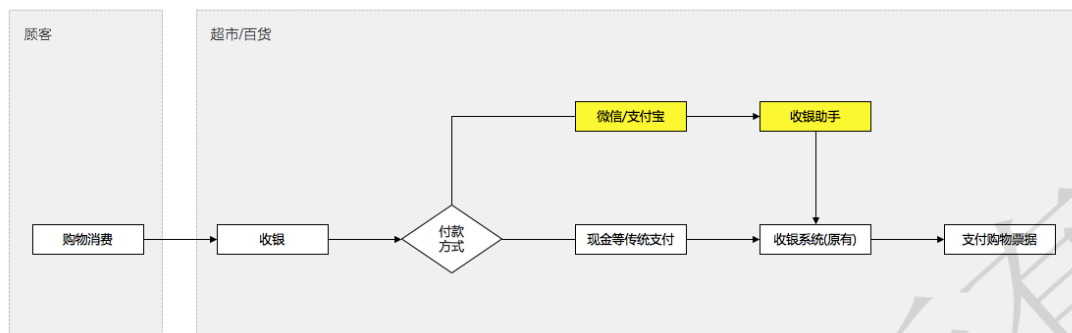 顾客
超市/百货
微信/支付宝
收银助手
购物消费
收银
付款
方式
现金等传统支付
收银系统(原有)
支付购物票据
有